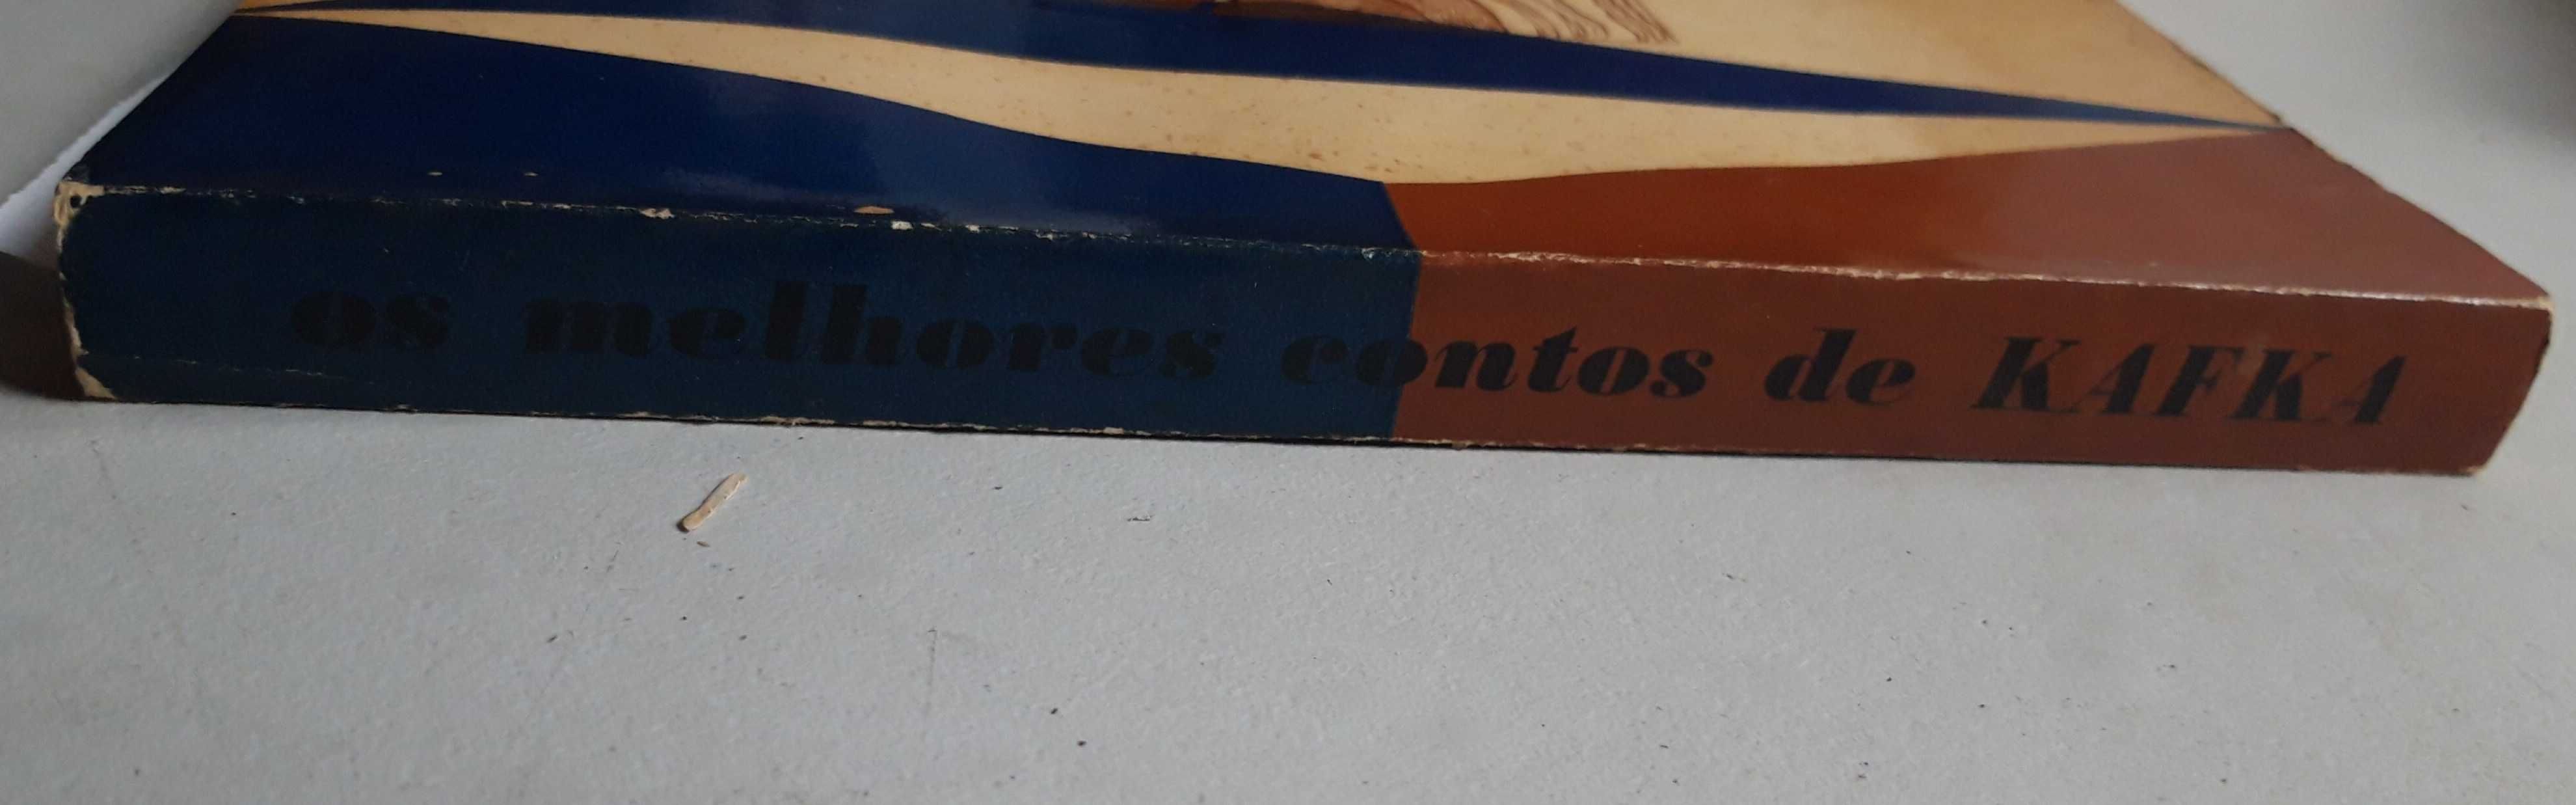 os melhores contos de KAFKA